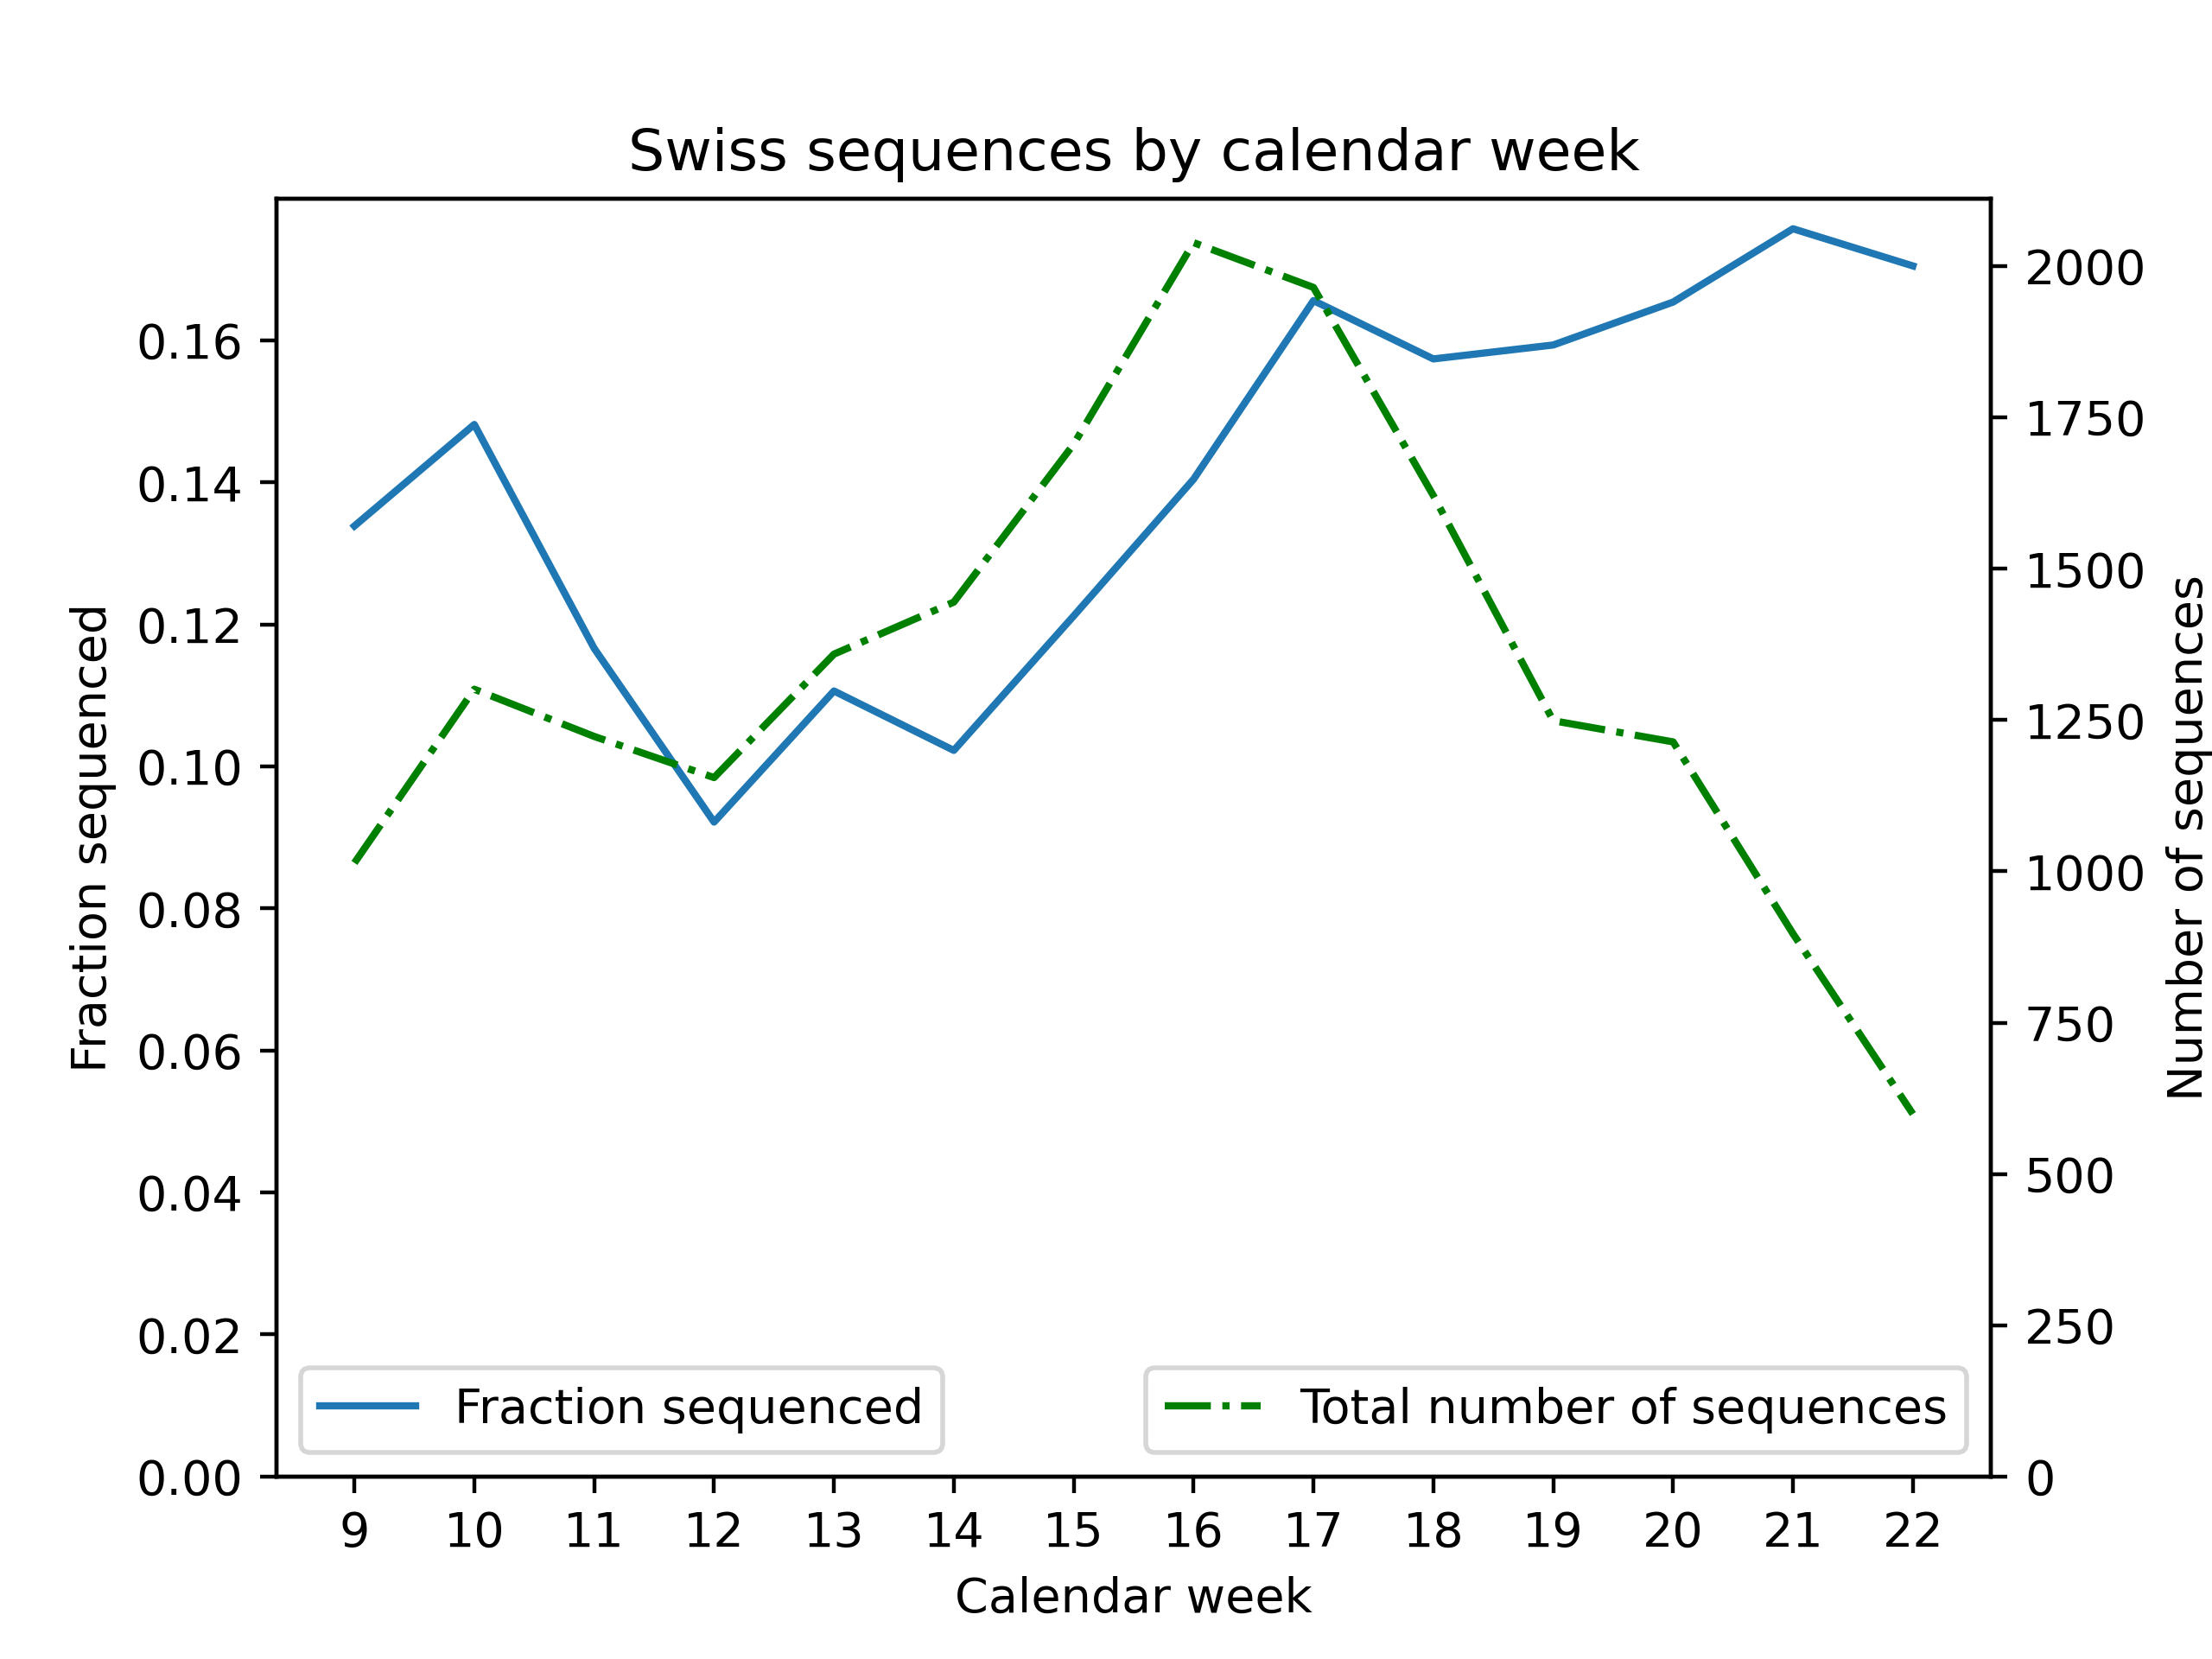 Swiss sequences by calendar week
Fraction sequenced
0.16
0.14
0.12
0.10
0.08
0.06
0.04
0.02
0.00
2000
1750
1500
1250
1000
750
500
250
0
Number of sequences
Fraction sequenced
Total number of sequences
9 10 11 12 13 14 15 16 17 18 19 20 21 22
Calendar week